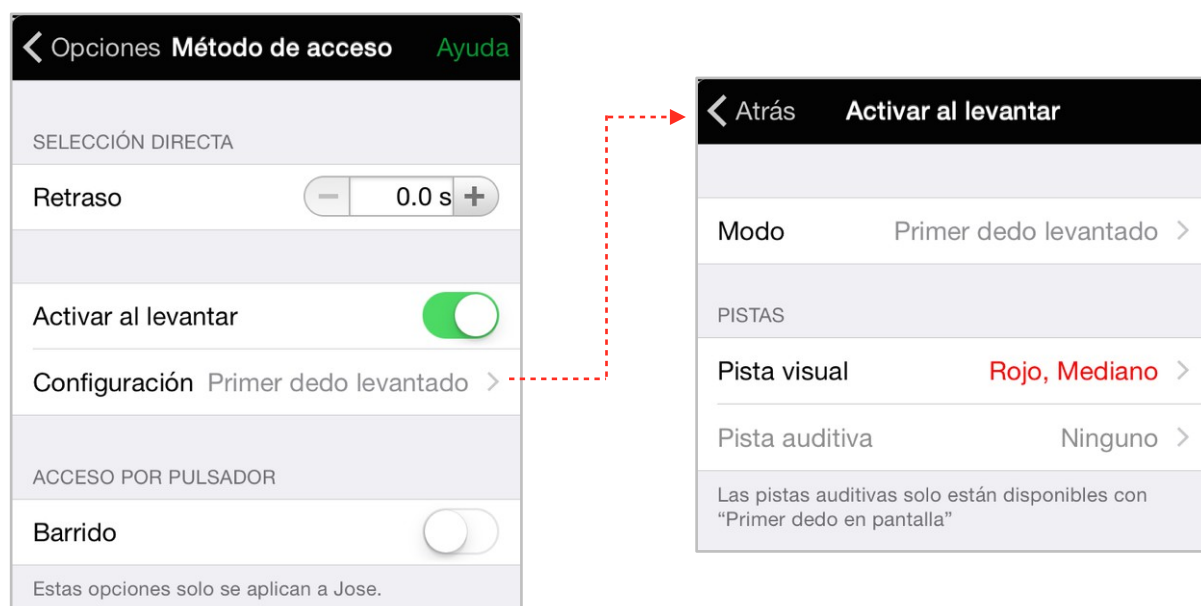 Opciones Método de acceso Ayuda
SELECCIÓN DIRECTA
Retraso 0.0 s
Activar al levantar
Configuración Primer dedo levantado
ACCESO POR PULSADOR
Barrido
Estas opciones solo se aplican a Jose.
Atrás Activar al levantar
Modo Primer dedo levantado
PISTAS
Pista visual Rojo, Mediano
Pista auditiva Ninguno
Las pistas auditivas solo están disponibles con
“Primer dedo en pantalla”